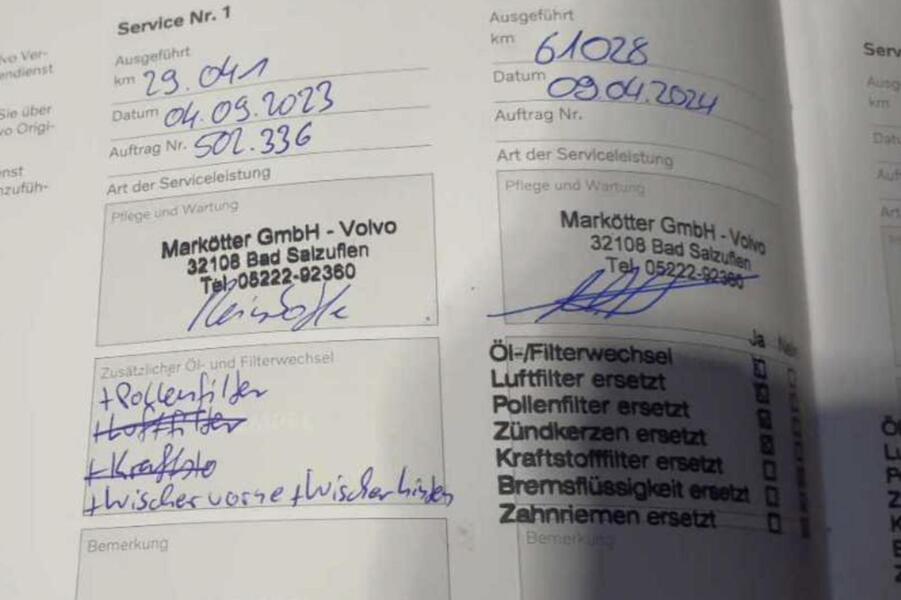 Service Nr. 1
Ausgeführt
km 29.041
Datum 04.09.2023
Auftrag Nr. 502.336
Art der Serviceleistung
Pflege und Wartung
Markötter GmbH - Volvo
32108 Bad Salzuflen
Tel. 05222-92360
Zusätzlicher Öl- und Filterwechsel
+Pollenfilter
+Luftfilter
+Kraftsto
+Wischer vorne +Wischer hinten
Bemerkung
Ausgeführt
km 61028
Datum 09.04.2024
Auftrag Nr.
Art der Serviceleistung
Pflege und Wartung
Markötter GmbH - Volvo
32108 Bad Salzuflen
Tel. 05222-92360
Ja Nein
Öl-/Filterwechsel
Luftfilter ersetzt
Pollenfilter ersetzt
Zündkerzen ersetzt
Kraftstofffilter ersetzt
Bremsflüssigkeit ersetzt
Zahnriemen ersetzt
Bemerkung